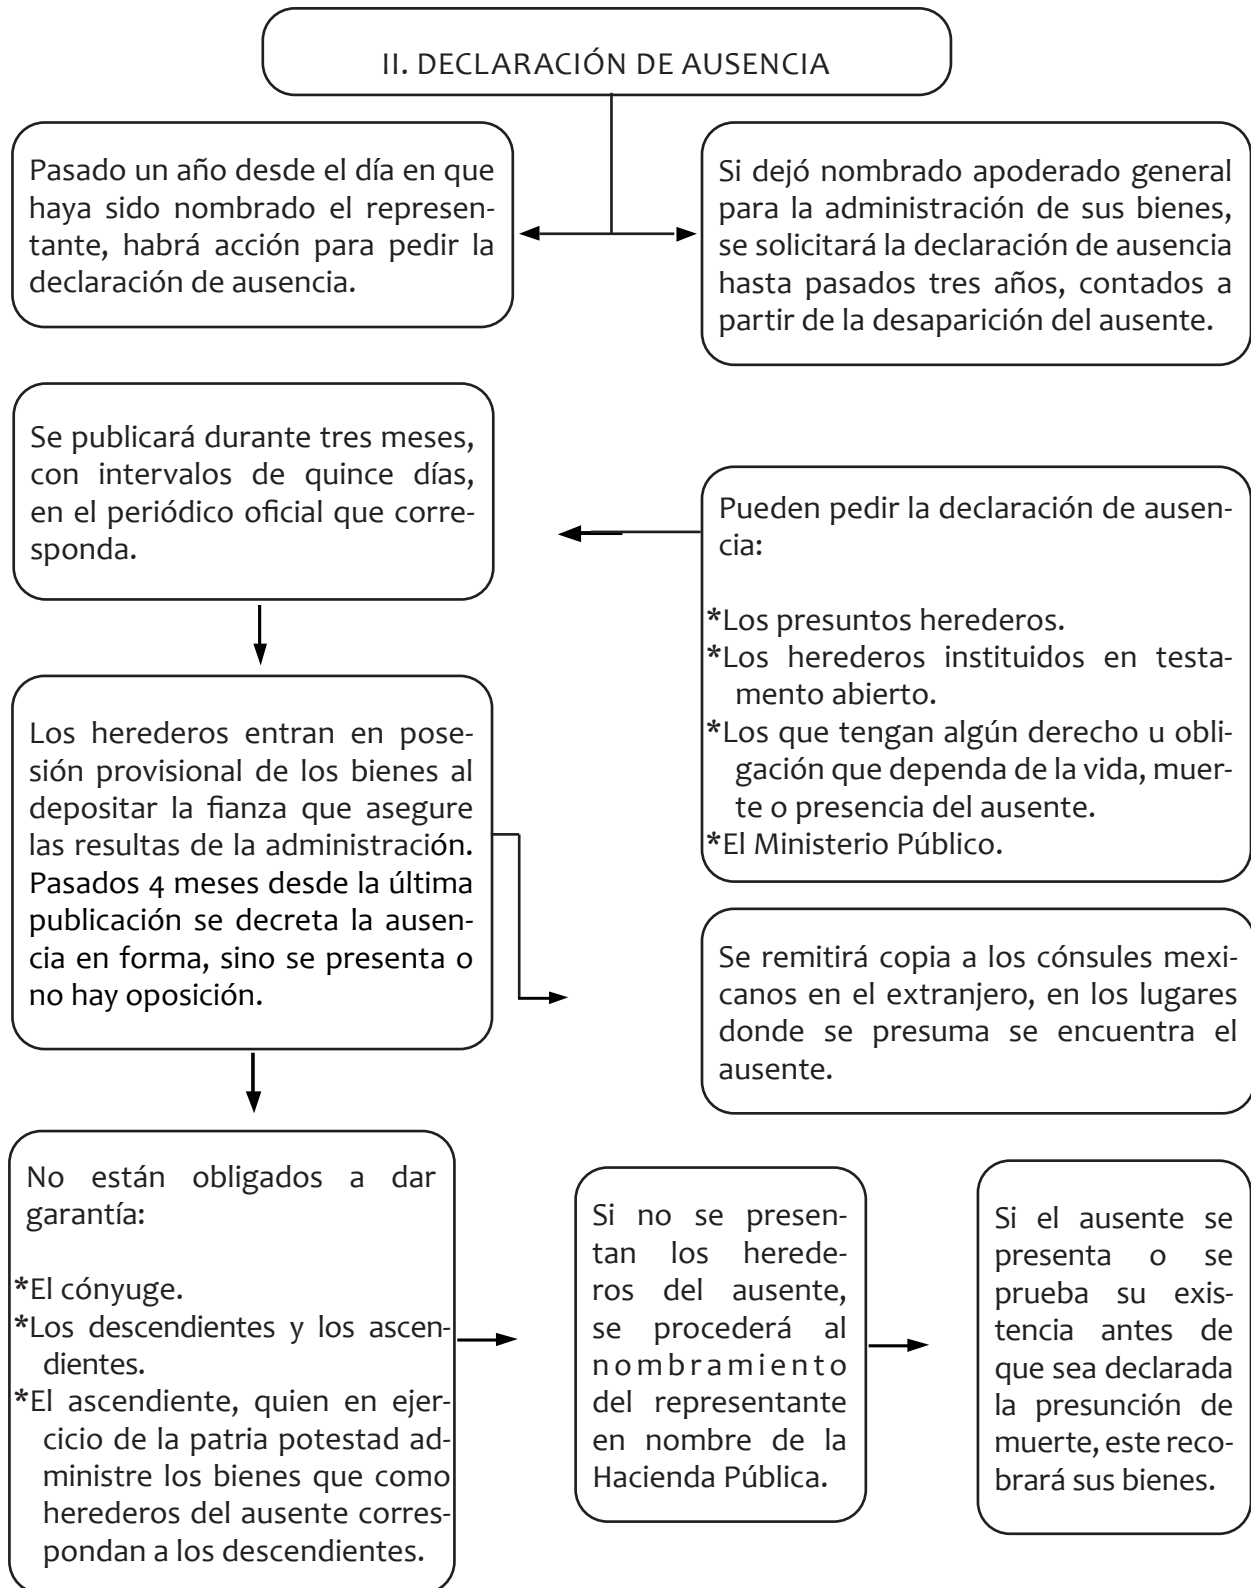 II. DECLARACIÓN DE AUSENCIA
Pasado un año desde el día en que
haya sido nombrado el represen-
tante, habrá acción para pedir la
declaración de ausencia.
Si dejó nombrado apoderado general
para la administración de sus bienes,
se solicitará la declaración de ausencia
hasta pasados tres años, contados a
partir de la desaparición del ausente.
Se publicará durante tres meses,
con intervalos de quince días,
en el periódico oficial que corre-
sponda.
Pueden pedir la declaración de ausen-
cia:
*Los presuntos herederos.
*Los herederos instituidos en testa-
mento abierto.
*Los que tengan algún derecho u obli-
gación que dependa de la vida, muer-
te o presencia del ausente.
*El Ministerio Público.
Los herederos entran en pose-
sión provisional de los bienes al
depositar la fianza que asegure
las resultas de la administración.
Pasados 4 meses desde la última
publicación se decreta la ausen-
cia en forma, sino se presenta o
no hay oposición.
Se remitirá copia a los cónsules mexi-
canos en el extranjero, en los lugares
donde se presuma se encuentra el
ausente.
No están obligados a dar
garantía:
*El cónyuge.
*Los descendientes y los ascen-
dientes.
*El ascendiente, quien en ejer-
cicio de la patria potestad ad-
ministre los bienes que como
herederos del ausente corres-
pondan a los descendientes.
Si no se presen-
tan los herede-
ros del ausente,
se procederá al
nombramiento
del representante
en nombre de la
Hacienda Pública.
Si el ausente se
presenta o se
prueba su exis-
tencia antes de
que sea declarada
la presunción de
muerte, este reco-
brará sus bienes.